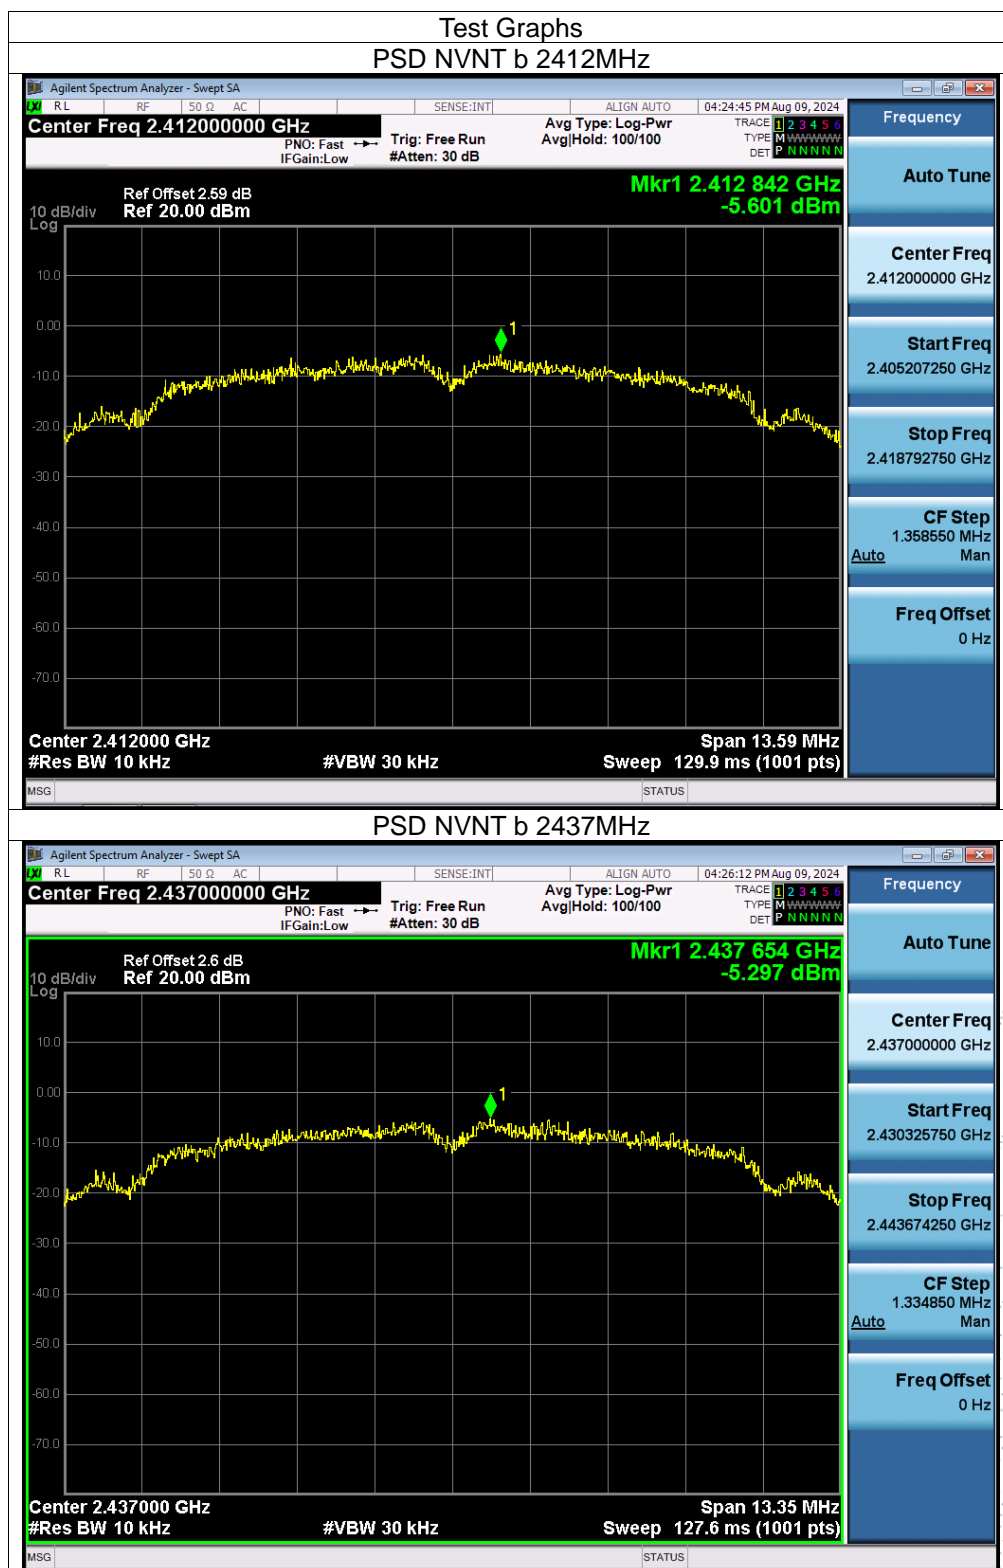 Test Graphs
PSD NVNT b 2412MHz
Agilent Spectrum Analyzer - Swept SA
LXI RL RF 50 Ω AC SENSE:INT ALIGN AUTO 04:24:45 PM Aug 09, 2024
Center Freq 2.412000000 GHz
PNO: Fast
IFGain:Low
Trig: Free Run
#Atten: 30 dB
Avg Type: Log-Pwr
Avg|Hold: 100/100
TRACE 1 2 3 4 5 6
TYPE M WWWWW
DET P N N N N N
Mkr1 2.412 842 GHz
-5.601 dBm
Ref Offset 2.59 dB
10 dB/div Ref 20.00 dBm
Log
10.0
0.00
-10.0
-20.0
-30.0
-40.0
-50.0
-60.0
-70.0
1
Center 2.412000 GHz Span 13.59 MHz
#Res BW 10 kHz #VBW 30 kHz Sweep 129.9 ms (1001 pts)
MSG STATUS
Frequency
Auto Tune
Center Freq
2.412000000 GHz
Start Freq
2.405207250 GHz
Stop Freq
2.418792750 GHz
CF Step
1.358550 MHz
Auto Man
Freq Offset
0 Hz
PSD NVNT b 2437MHz
Agilent Spectrum Analyzer - Swept SA
LXI RL RF 50 Ω AC SENSE:INT ALIGN AUTO 04:26:12 PM Aug 09, 2024
Center Freq 2.437000000 GHz
PNO: Fast
IFGain:Low
Trig: Free Run
#Atten: 30 dB
Avg Type: Log-Pwr
Avg|Hold: 100/100
TRACE 1 2 3 4 5 6
TYPE M WWWWW
DET P N N N N N
Mkr1 2.437 654 GHz
-5.297 dBm
Ref Offset 2.6 dB
10 dB/div Ref 20.00 dBm
Log
10.0
0.00
-10.0
-20.0
-30.0
-40.0
-50.0
-60.0
-70.0
1
Center 2.437000 GHz Span 13.35 MHz
#Res BW 10 kHz #VBW 30 kHz Sweep 127.6 ms (1001 pts)
MSG STATUS
Frequency
Auto Tune
Center Freq
2.437000000 GHz
Start Freq
2.430325750 GHz
Stop Freq
2.443674250 GHz
CF Step
1.334850 MHz
Auto Man
Freq Offset
0 Hz